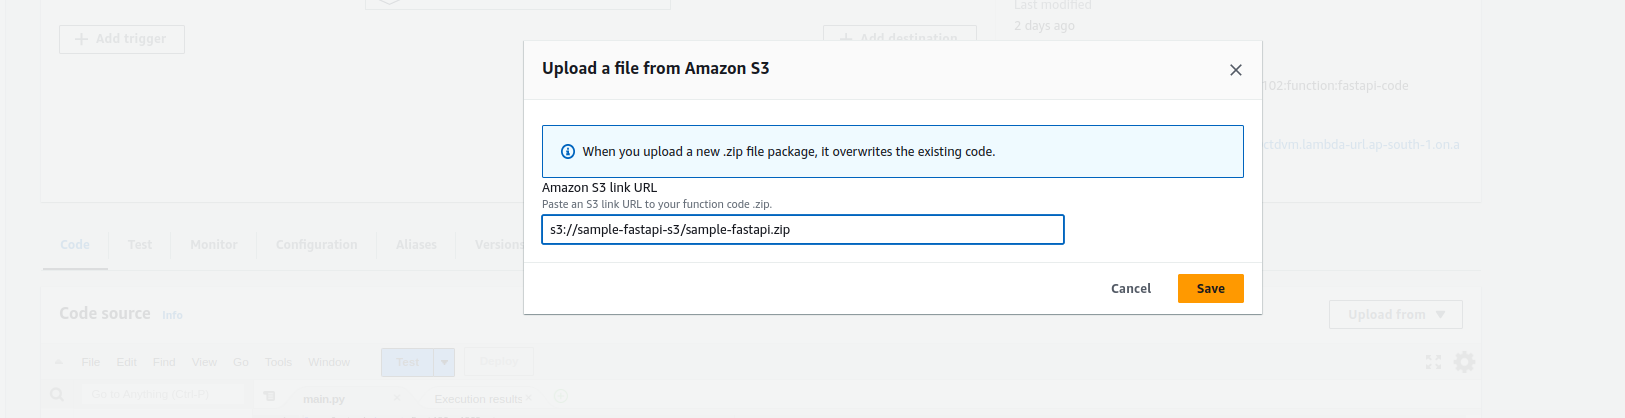 Last modified
2 days ago
+ Add trigger
+ Add destination
Upload a file from Amazon S3
102:function:fastapi-code
When you upload a new .zip file package, it overwrites the existing code.
ctdvm.lambda-url.ap-south-1.on.a
Amazon S3 link URL
Paste an S3 link URL to your function code .zip.
s3://sample-fastapi-s3/sample-fastapi.zip
Code Test Monitor Configuration Aliases Versions
Cancel Save
Code source Info
Upload from
File Edit Find View Go Tools Window Test Deploy
Go to Anything (Ctrl-P)
main.py
Execution results